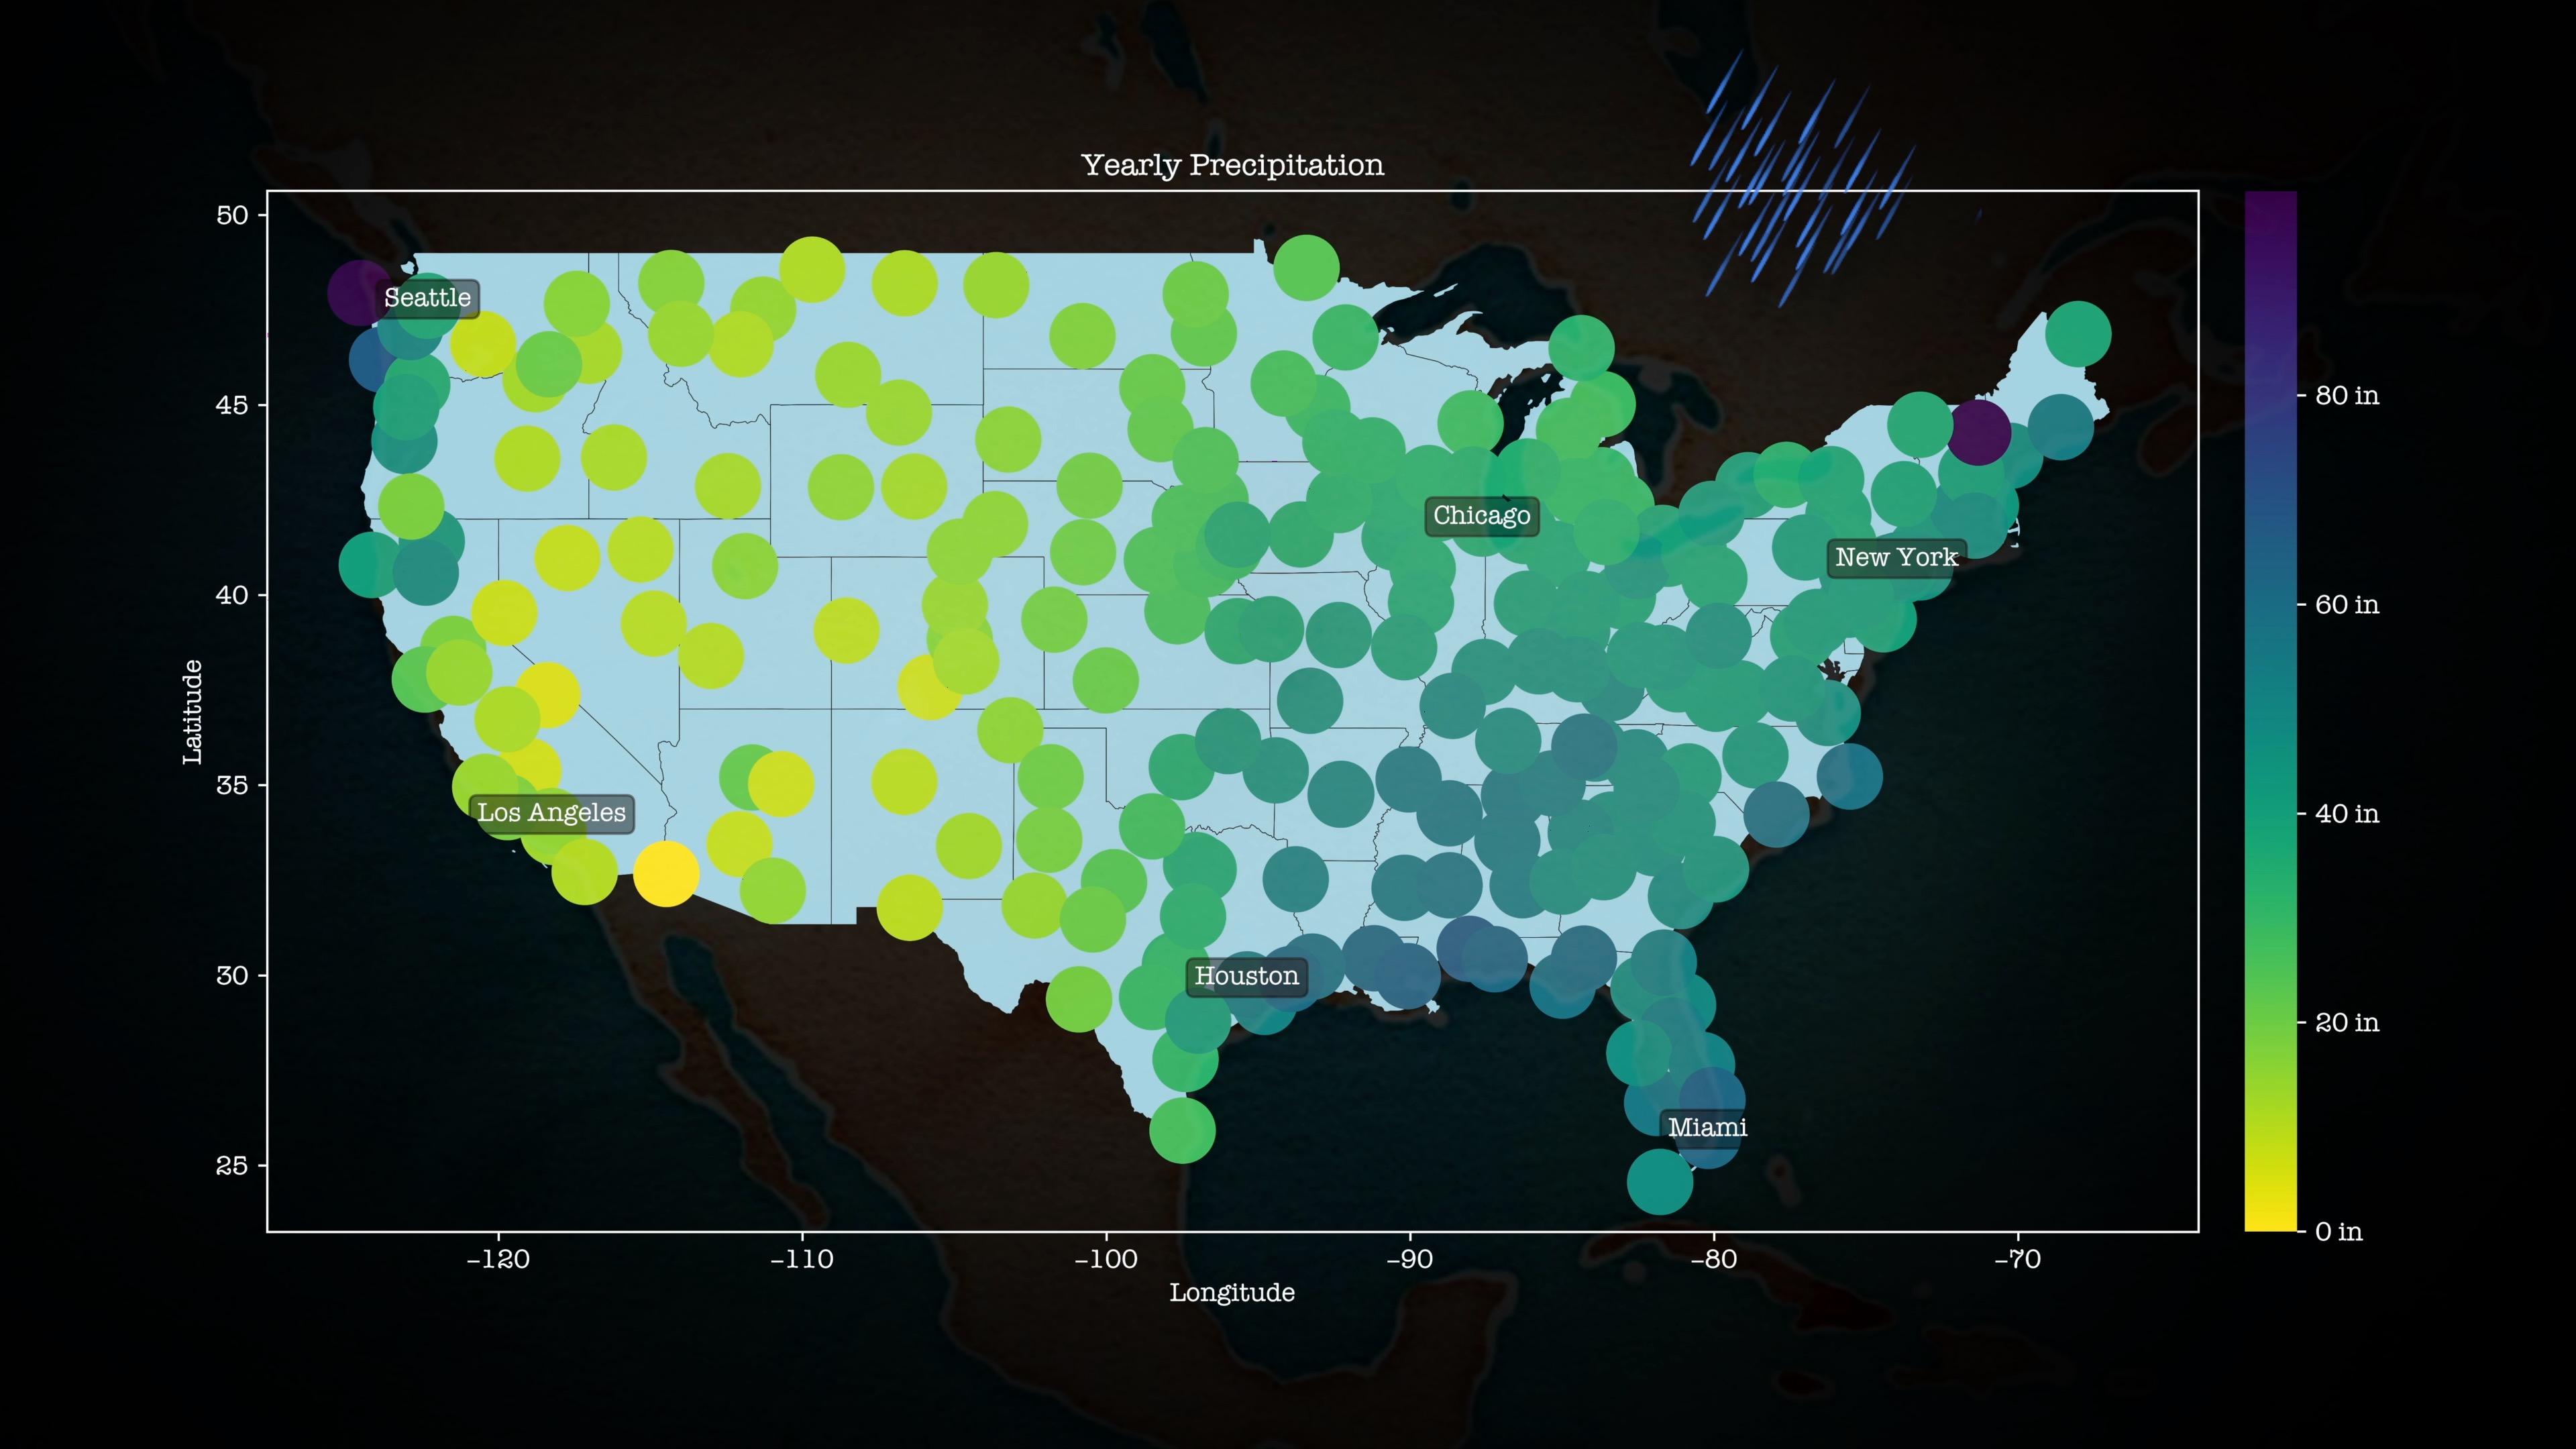 Yearly Precipitation
50
45
40
35
30
25
Latitude
Seattle
Chicago
New York
Los Angeles
Houston
Miami
-120
-110
-100
-90
-80
-70
Longitude
80 in
60 in
40 in
20 in
0 in